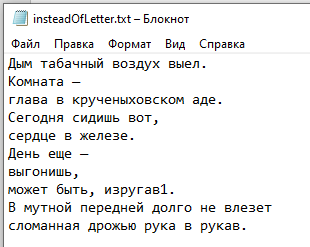 insteadOfLetter.txt – Блокнот
Файл Правка Формат Вид Справка
Дым табачный воздух выел.
Комната –
глава в крученыховском аде.
Сегодня сидишь вот,
сердце в железе.
День еще –
выгонишь,
может быть, изругав1.
В мутной передней долго не влезет
сломанная дрожью рука в рукав.